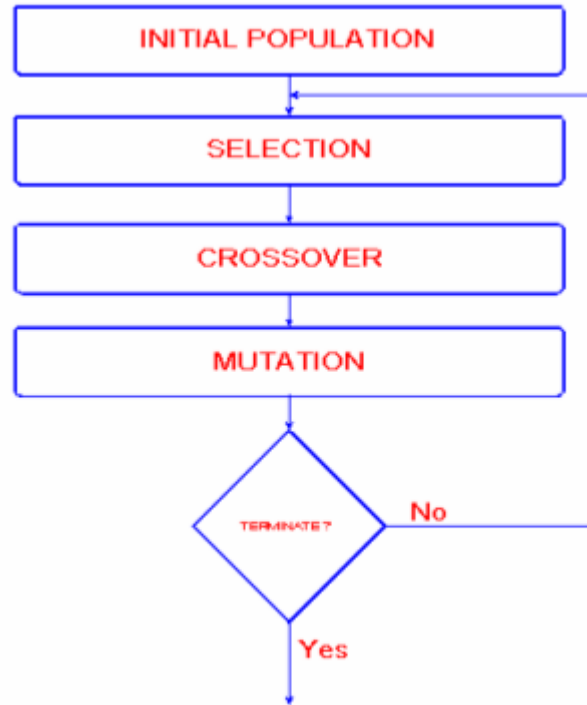 INITIAL POPULATION
SELECTION
CROSSOVER
MUTATION
TERMINATE?
No
Yes